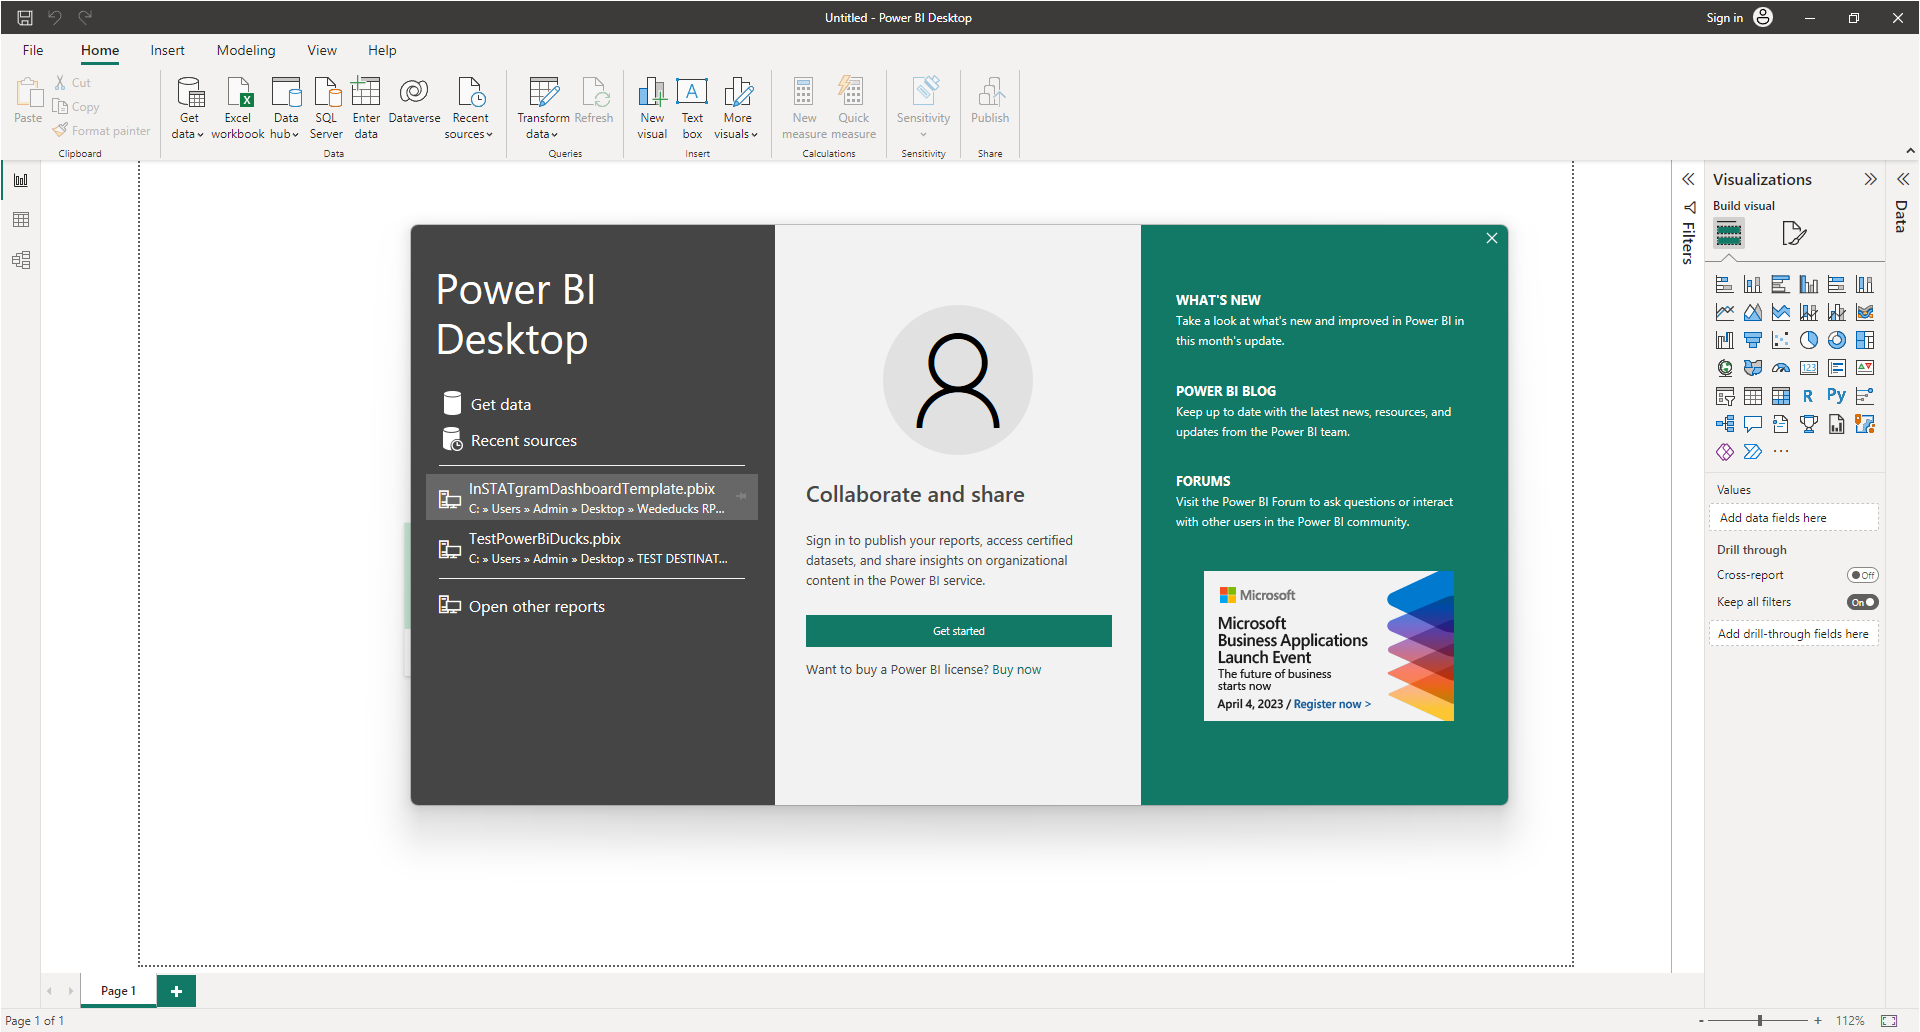 Untitled - Power BI Desktop
Sign in
File Home Insert Modeling View Help
Paste
Cut
Copy
Format painter
Clipboard
Get data
Excel workbook
Data hub
SQL Server
Enter data
Dataverse
Recent sources
Data
Transform data
Refresh
Queries
New visual
Text box
More visuals
Insert
New measure
Quick measure
Calculations
Sensitivity
Sensitivity
Publish
Share
Power BI
Desktop
Get data
Recent sources
InSTATgramDashboardTemplate.pbix
C: » Users » Admin » Desktop » Wededucks RP...
TestPowerBiDucks.pbix
C: » Users » Admin » Desktop » TEST DESTINAT...
Open other reports
Collaborate and share
Sign in to publish your reports, access certified
datasets, and share insights on organizational
content in the Power BI service.
Get started
Want to buy a Power BI license? Buy now
WHAT'S NEW
Take a look at what's new and improved in Power BI in
this month's update.
POWER BI BLOG
Keep up to date with the latest news, resources, and
updates from the Power BI team.
FORUMS
Visit the Power BI Forum to ask questions or interact
with other users in the Power BI community.
Microsoft
Microsoft
Business Applications
Launch Event
The future of business
starts now
April 4, 2023 / Register now >
Filters
Visualizations
Build visual
123
R
Py
Values
Add data fields here
Drill through
Cross-report
Off
Keep all filters
On
Add drill-through fields here
Data
Page 1
+
Page 1 of 1
- + 112%